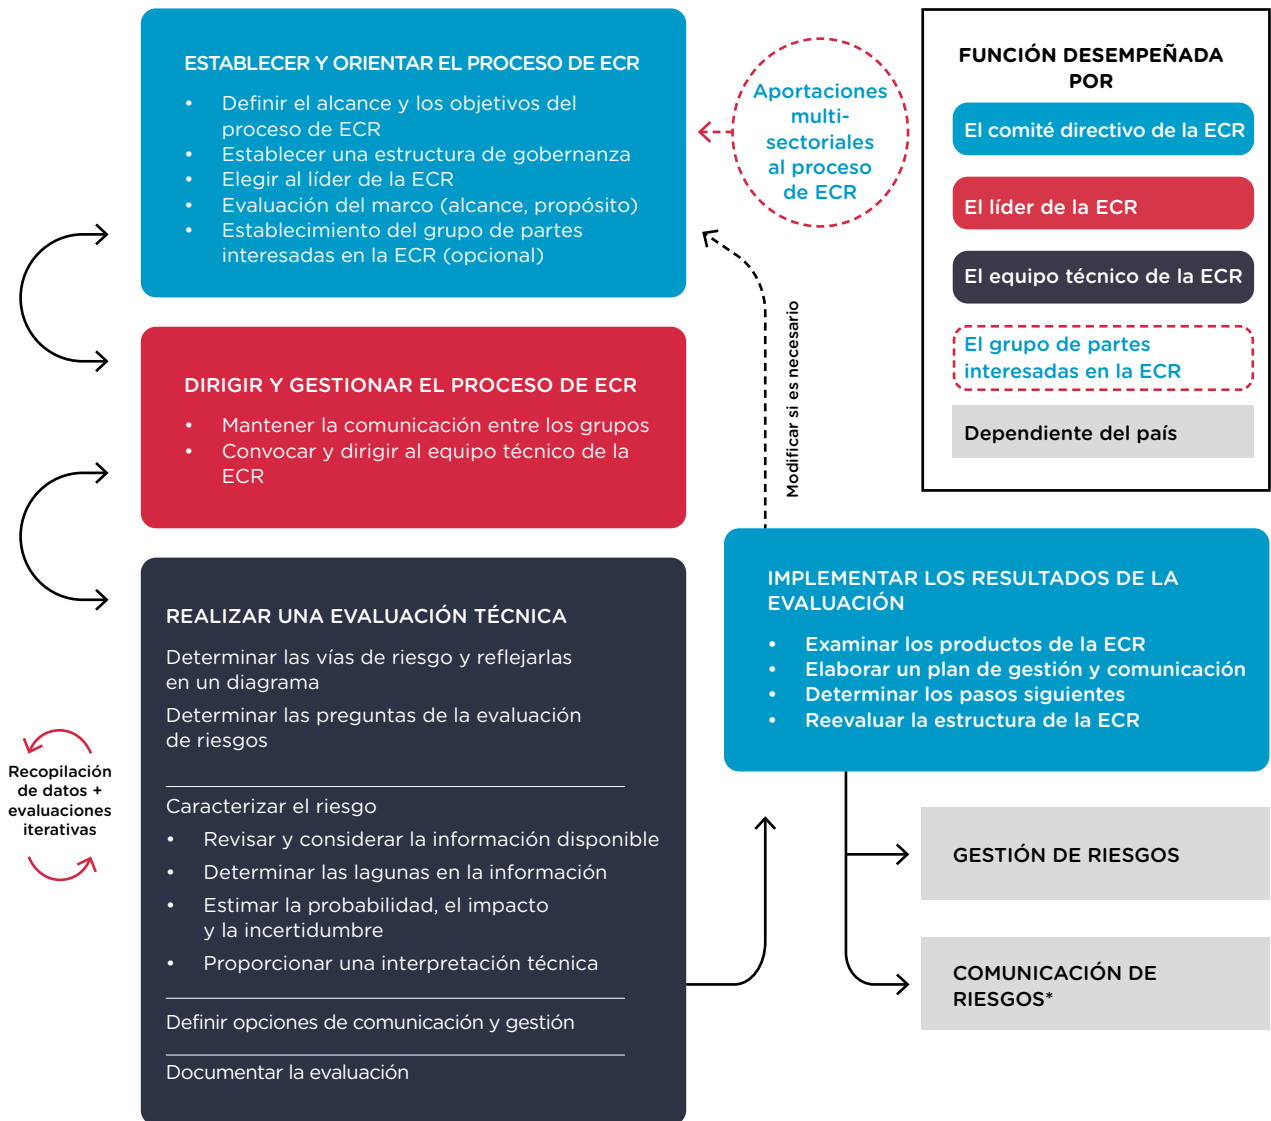 ESTABLECER Y ORIENTAR EL PROCESO DE ECR
• Definir el alcance y los objetivos del
proceso de ECR
• Establecer una estructura de gobernanza
• Elegir al líder de la ECR
• Evaluación del marco (alcance, propósito)
• Establecimiento del grupo de partes
interesadas en la ECR (opcional)
Aportaciones
multi-
sectoriales
al proceso
de ECR
FUNCIÓN DESEMPEÑADA
POR
El comité directivo de la ECR
El líder de la ECR
El equipo técnico de la ECR
El grupo de partes
interesadas en la ECR
Dependiente del país
DIRIGIR Y GESTIONAR EL PROCESO DE ECR
• Mantener la comunicación entre los grupos
• Convocar y dirigir al equipo técnico de la
ECR
Modificar si es necesario
REALIZAR UNA EVALUACIÓN TÉCNICA
Determinar las vías de riesgo y reflejarlas
en un diagrama
Determinar las preguntas de la evaluación
de riesgos
Caracterizar el riesgo
• Revisar y considerar la información disponible
• Determinar las lagunas en la información
• Estimar la probabilidad, el impacto
y la incertidumbre
• Proporcionar una interpretación técnica
Definir opciones de comunicación y gestión
Documentar la evaluación
Recopilación
de datos +
evaluaciones
iterativas
IMPLEMENTAR LOS RESULTADOS DE LA
EVALUACIÓN
• Examinar los productos de la ECR
• Elaborar un plan de gestión y comunicación
• Determinar los pasos siguientes
• Reevaluar la estructura de la ECR
GESTIÓN DE RIESGOS
COMUNICACIÓN DE
RIESGOS*